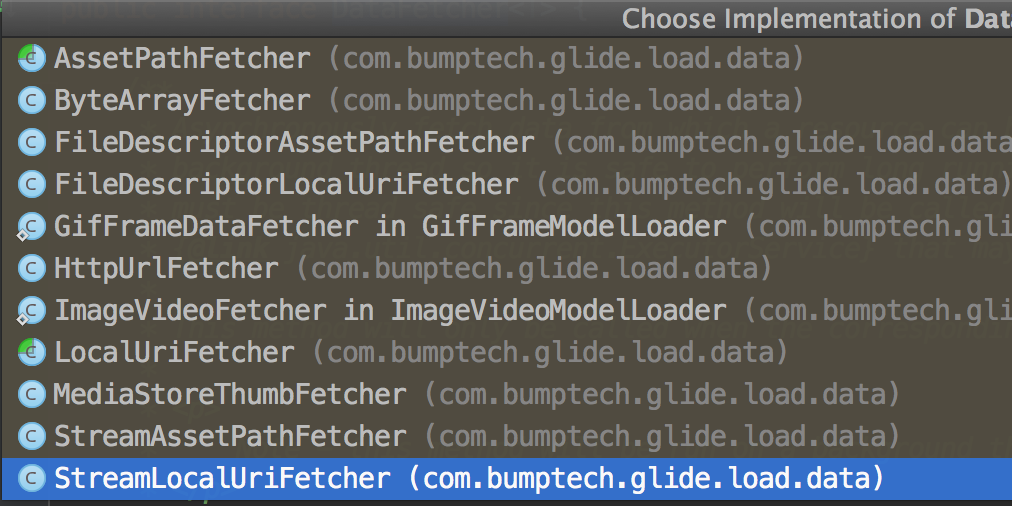 Choose Implementation of Data
AssetPathFetcher (com.bumptech.glide.load.data)
ByteArrayFetcher (com.bumptech.glide.load.data)
FileDescriptorAssetPathFetcher (com.bumptech.glide.load.data
FileDescriptorLocalUriFetcher (com.bumptech.glide.load.data)
GifFrameDataFetcher in GifFrameModelLoader (com.bumptech.gli
HttpUrlFetcher (com.bumptech.glide.load.data)
ImageVideoFetcher in ImageVideoModelLoader (com.bumptech.gli
LocalUriFetcher (com.bumptech.glide.load.data)
MediaStoreThumbFetcher (com.bumptech.glide.load.data)
StreamAssetPathFetcher (com.bumptech.glide.load.data)
StreamLocalUriFetcher (com.bumptech.glide.load.data)